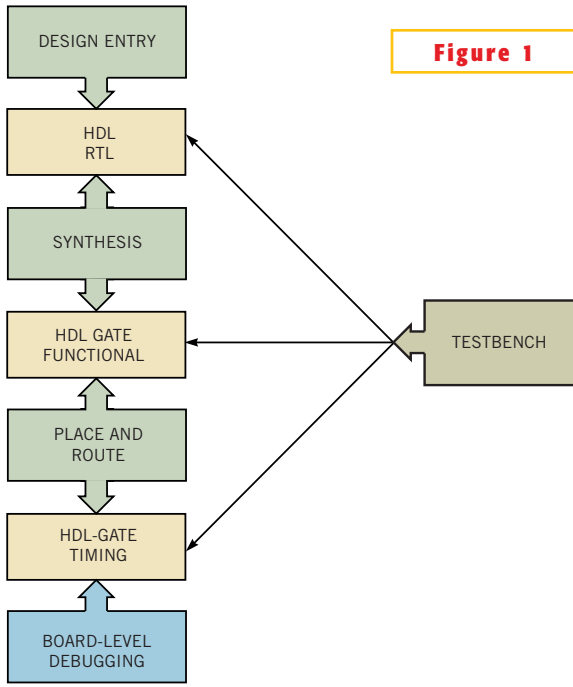 DESIGN ENTRY
Figure 1
HDL
RTL
SYNTHESIS
HDL GATE
FUNCTIONAL
TESTBENCH
PLACE AND
ROUTE
HDL-GATE
TIMING
BOARD-LEVEL
DEBUGGING